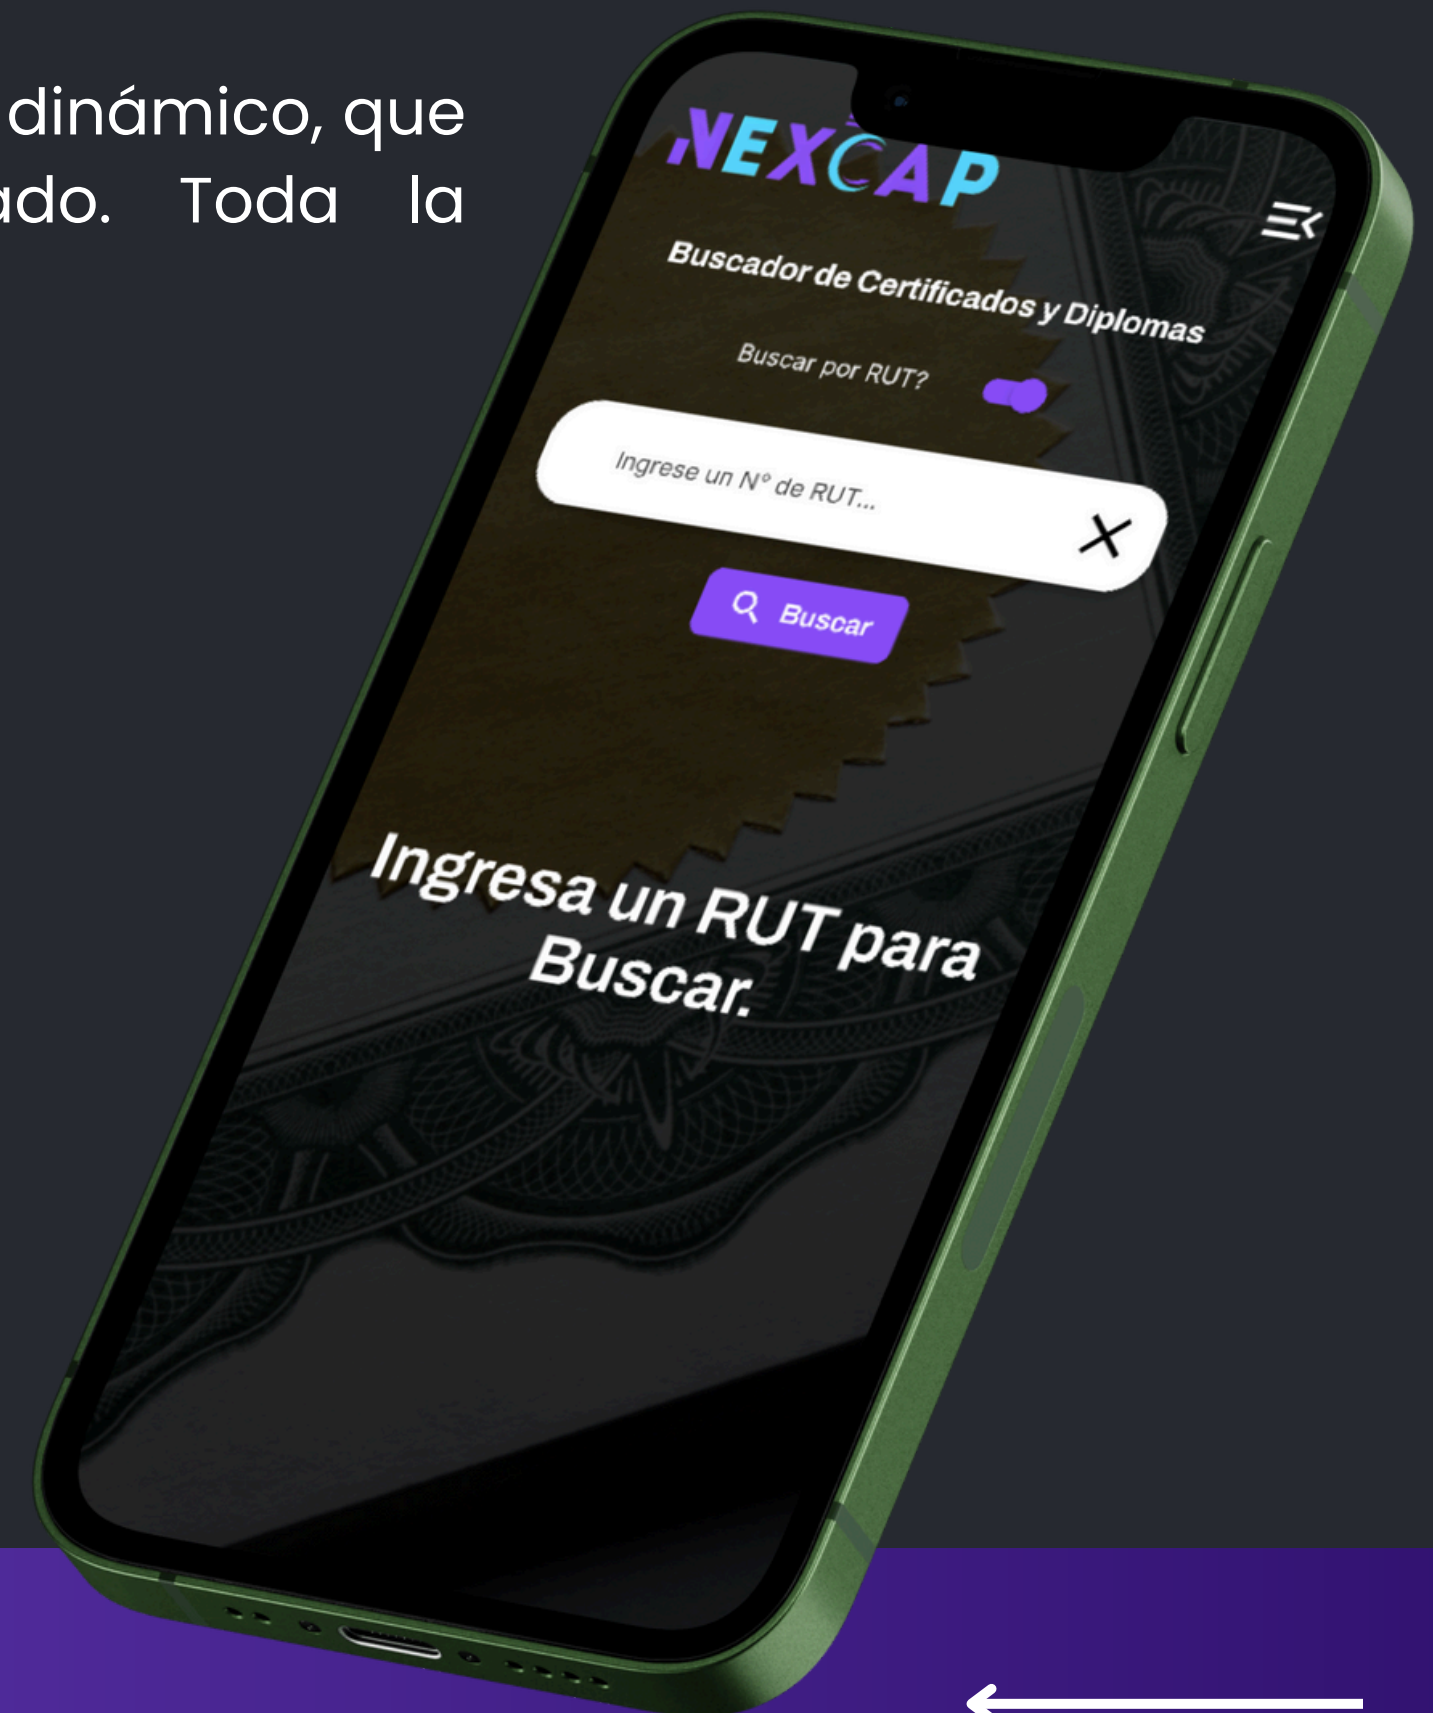 dinámico, que
ado. Toda la
NEXCAP
Buscador de Certificados y Diplomas
Buscar por RUT?
Ingrese un N° de RUT...
Buscar
Ingresa un RUT para
Buscar.